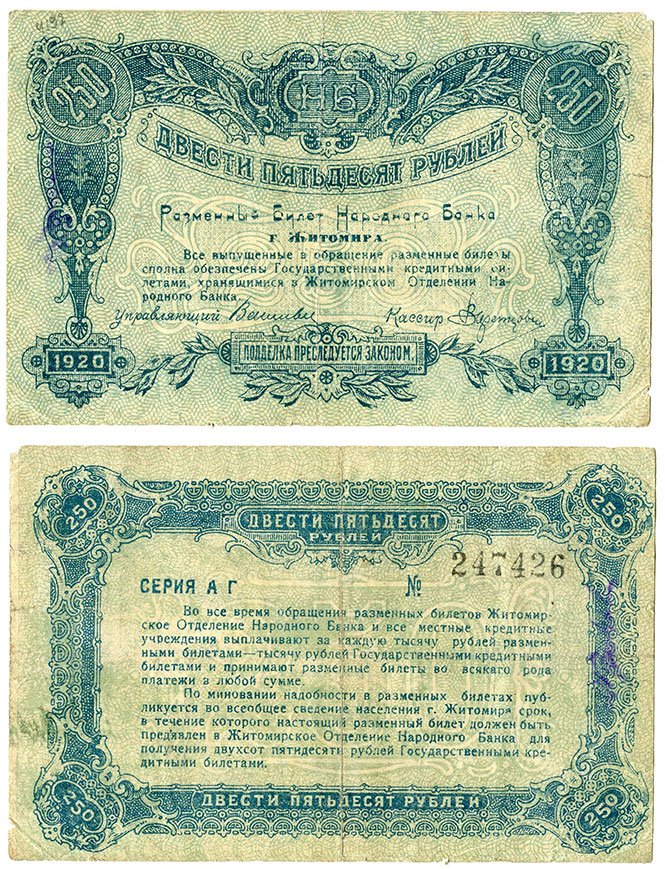 250
НБ
250
ДВЕСТИ ПЯТЬДЕСЯТ РУБЛЕЙ
Разменный Билет Народного Банка
г. ЖИТОМИРА.
Все выпущенные в обращение разменные билеты
сполна обеспечены Государственными кредитными би-
летами, хранящимися в Житомирском Отделении На-
родного Банка.
Управляющий
Кассир
1920
ПОДДЕЛКА ПРЕСЛЕДУЕТСЯ ЗАКОНОМ.
1920
250
ДВЕСТИ ПЯТЬДЕСЯТ
РУБЛЕЙ
250
СЕРИЯ А Г
№
247426
Во все время обращения разменных билетов Житомир-
ское Отделение Народного Банка и все местные кредитные
учреждения выплачивают за каждую тысячу рублей размен-
ными билетами—тысячу рублей Государственными кредитными
билетами и принимают разменные билеты во всякаго рода
платежи в любой сумме.
По миновании надобности в разменных билетах пуб-
ликуется во всеобщее сведение населения г. Житомира срок,
в течение которого настоящий разменный билет должен быть
пред'явлен в Житомирское Отделение Народного Банка для
получения двухсот пятидесяти рублей Государственными кре-
дитными билетами.
250
ДВЕСТИ ПЯТЬДЕСЯТ РУБЛЕЙ
250